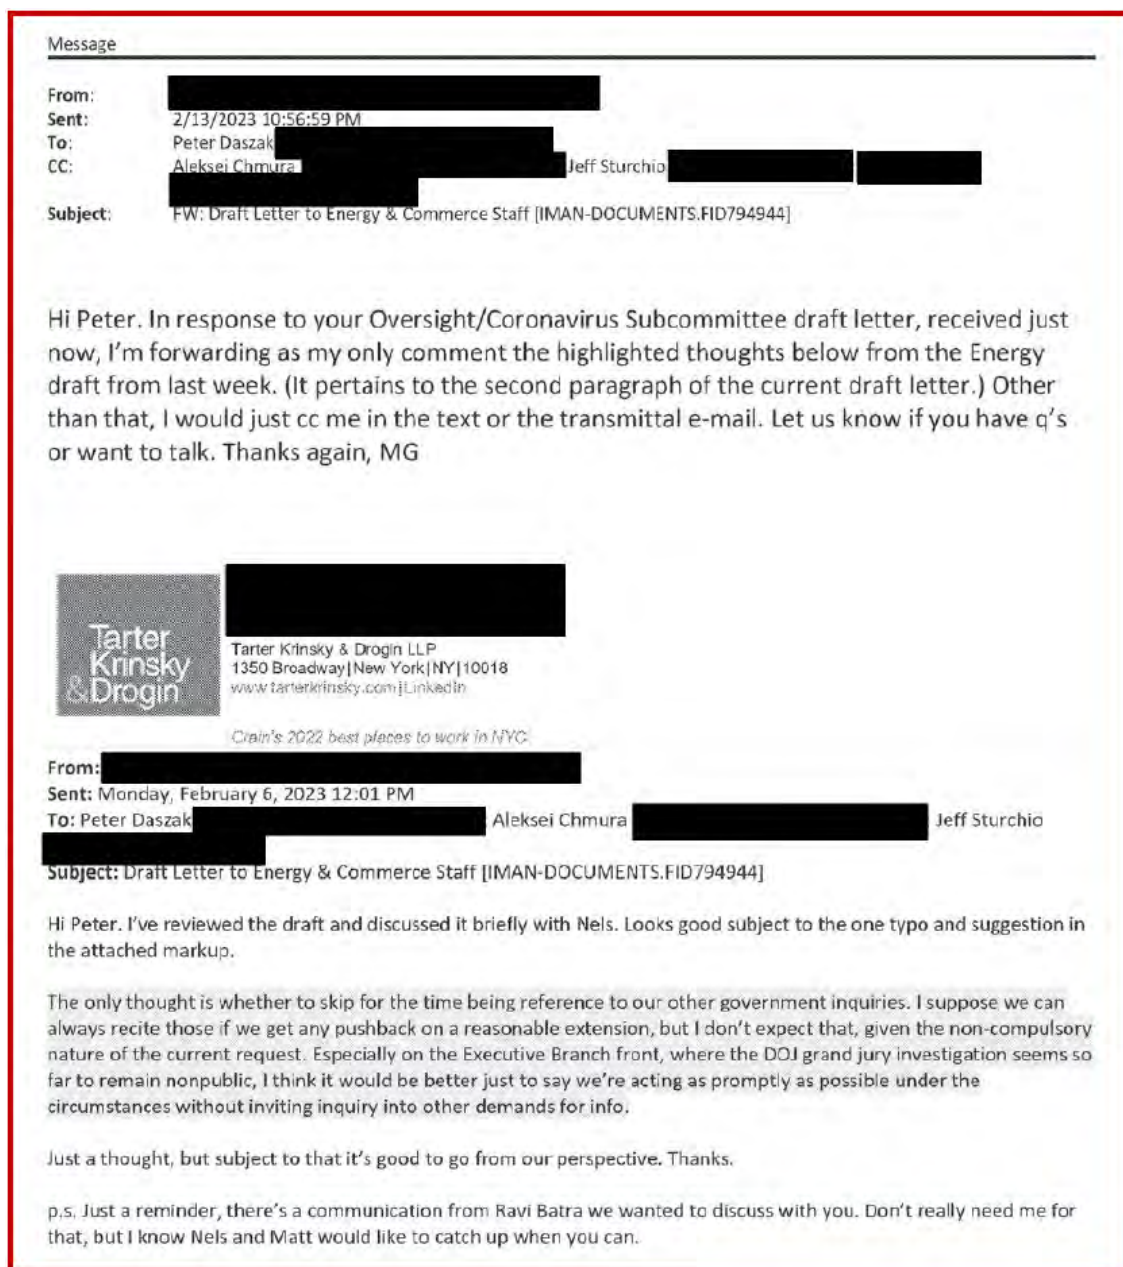 Message
From:
Sent: 2/13/2023 10:56:59 PM
To: Peter Daszak
CC: Aleksei Chmura Jeff Sturchio
Subject: FW: Draft Letter to Energy & Commerce Staff [IMAN-DOCUMENTS.FID794944]
Hi Peter. In response to your Oversight/Coronavirus Subcommittee draft letter, received just
now, I'm forwarding as my only comment the highlighted thoughts below from the Energy
draft from last week. (It pertains to the second paragraph of the current draft letter.) Other
than that, I would just cc me in the text or the transmittal e-mail. Let us know if you have q's
or want to talk. Thanks again, MG
Tarter
Krinsky
&Drogin
Tarter Krinsky & Drogin LLP
1350 Broadway|New York|NY|10018
www.tarterkrinsky.com|LinkedIn
Crain's 2022 best places to work in NYC
From:
Sent: Monday, February 6, 2023 12:01 PM
To: Peter Daszak Aleksei Chmura Jeff Sturchio
Subject: Draft Letter to Energy & Commerce Staff [IMAN-DOCUMENTS.FID794944]
Hi Peter. I've reviewed the draft and discussed it briefly with Nels. Looks good subject to the one typo and suggestion in
the attached markup.
The only thought is whether to skip for the time being reference to our other government inquiries. I suppose we can
always recite those if we get any pushback on a reasonable extension, but I don't expect that, given the non-compulsory
nature of the current request. Especially on the Executive Branch front, where the DOJ grand jury investigation seems so
far to remain nonpublic, I think it would be better just to say we're acting as promptly as possible under the
circumstances without inviting inquiry into other demands for info.
Just a thought, but subject to that it's good to go from our perspective. Thanks.
p.s. Just a reminder, there's a communication from Ravi Batra we wanted to discuss with you. Don't really need me for
that, but I know Nels and Matt would like to catch up when you can.